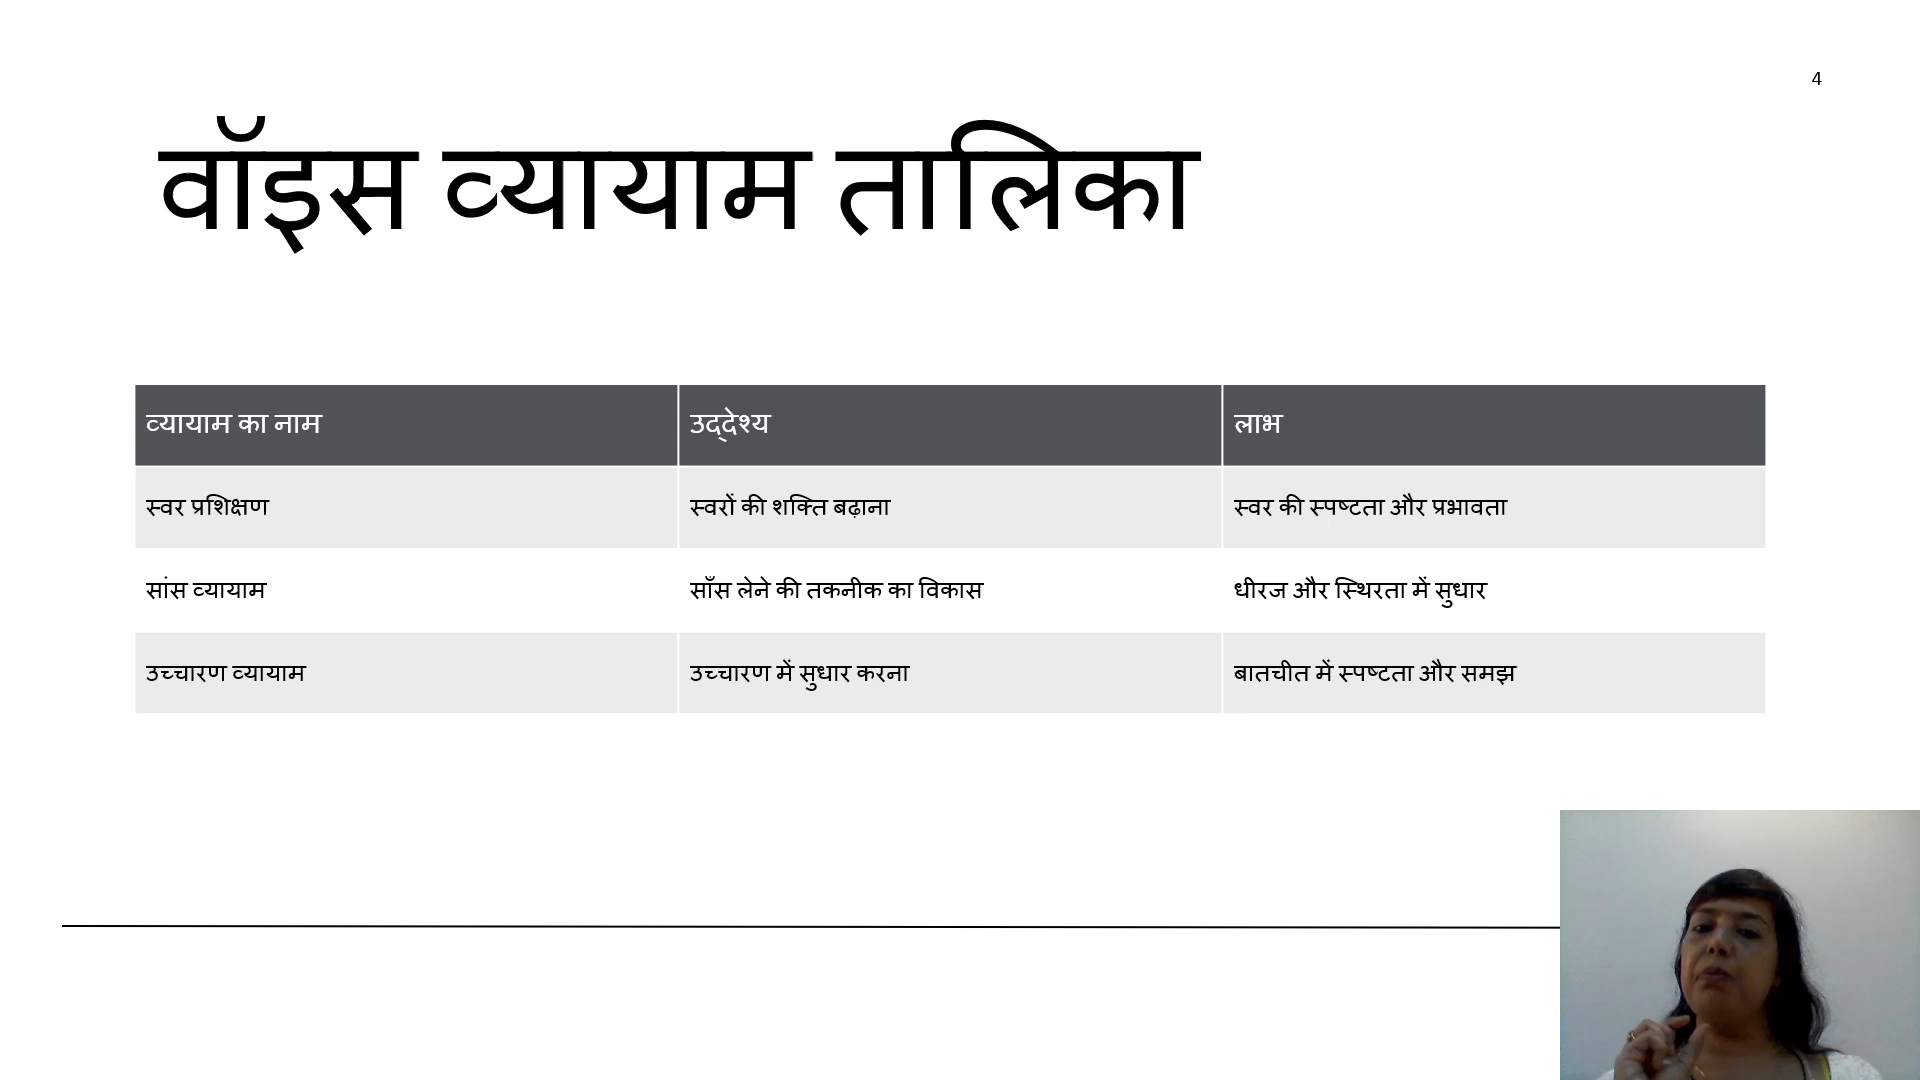 4
वॉइस व्यायाम तालिका
व्यायाम का नाम	उद्देश्य	लाभ
स्वर प्रशिक्षण	स्वरों की शक्ति बढ़ाना	स्वर की स्पष्टता और प्रभावता
सांस व्यायाम	साँस लेने की तकनीक का विकास	धीरज और स्थिरता में सुधार
उच्चारण व्यायाम	उच्चारण में सुधार करना	बातचीत में स्पष्टता और समझ